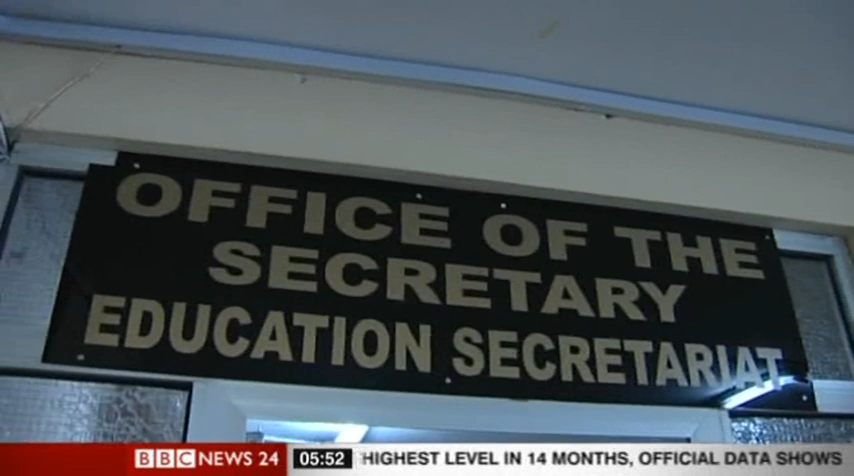 OFFICE OF THE
SECRETARY
EDUCATION SECRETARIAT
BBC NEWS 24 05:52 HIGHEST LEVEL IN 14 MONTHS, OFFICIAL DATA SHOWS